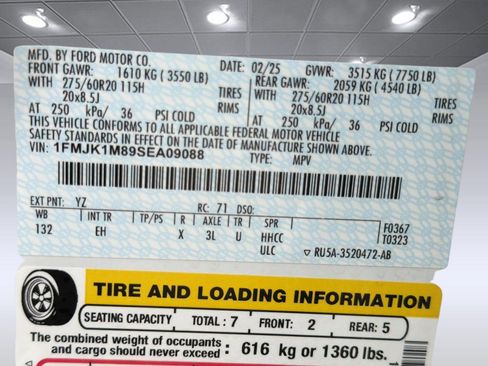 MFD. BY FORD MOTOR CO. DATE: 02/25 GVWR: 3515 KG (7750 LB)
FRONT GAWR: 1610 KG (3550 LB) REAR GAWR: 2059 KG (4540 LB)
WITH 275/60R20 115H TIRES WITH 275/60R20 115H TIRES
20x8.5J RIMS 20x8.5J RIMS
AT 250 kPa/ 36 PSI COLD AT 250 kPa/ 36 PSI COLD
THIS VEHICLE CONFORMS TO ALL APPLICABLE FEDERAL MOTOR VEHICLE
SAFETY STANDARDS IN EFFECT ON THE DATE OF MANUFACTURE SHOWN ABOVE.
VIN: 1FMJK1M89SEA09088
TYPE: MPV
EXT PNT: YZ RC: 71 DSO:
WB INT TR TP/PS R AXLE TR SPR F0367
132 EH X 3L U HHCC T0323
ULC RU5A-3520472-AB
TIRE AND LOADING INFORMATION
SEATING CAPACITY TOTAL : 7 FRONT: 2 REAR: 5
The combined weight of occupants
and cargo should never exceed : 616 kg or 1360 lbs.